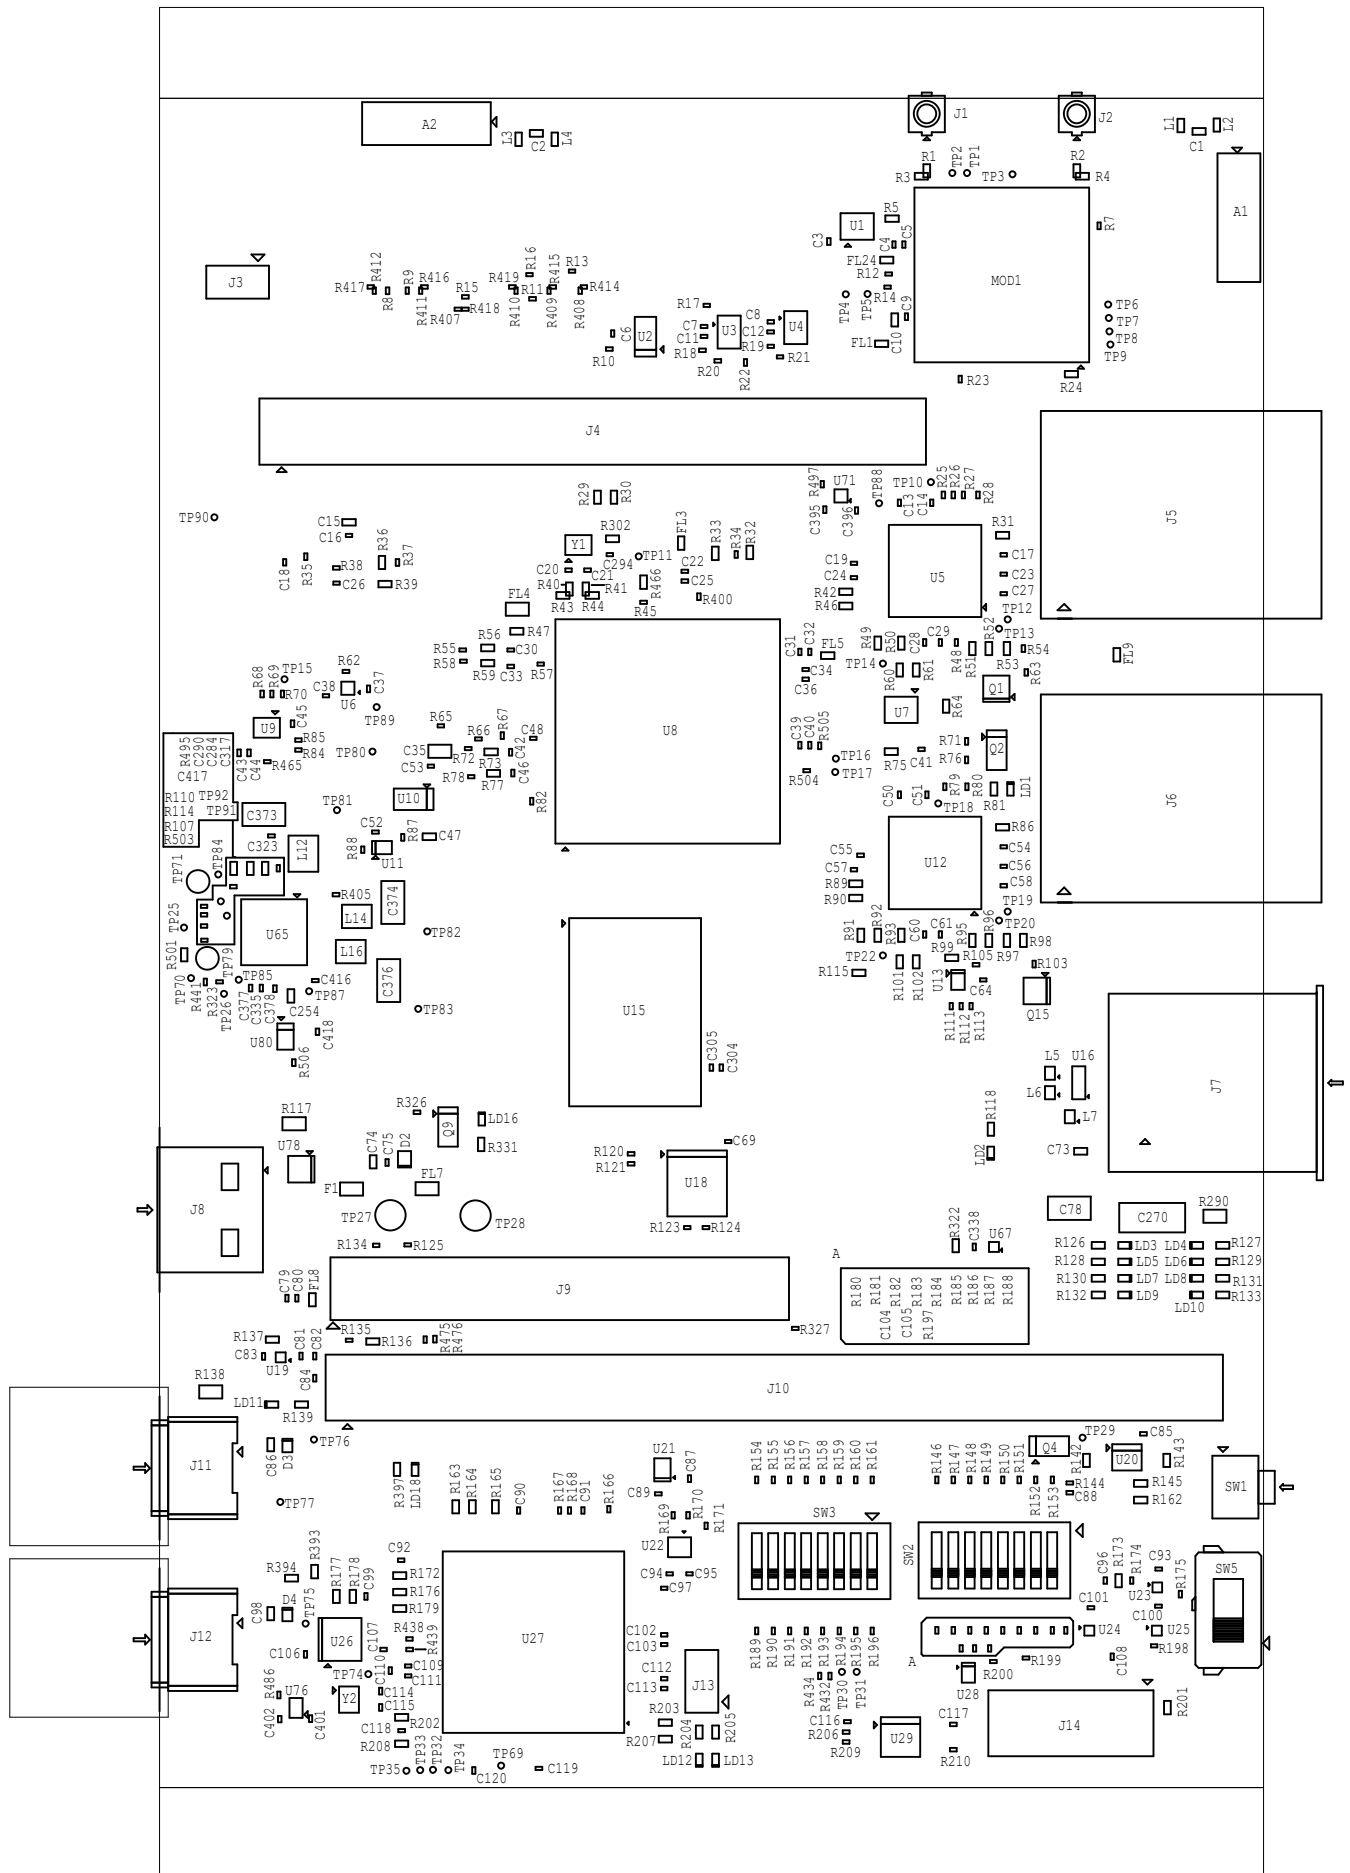 J1
J2
A2
L3
C2
L4
L1
C1
L2
R1
TP2
TP1
R2
R3
TP3
R4
A1
R5
U1
R7
C3
C4
C5
FL24
MOD1
J3
R417
R412
R8
R9
R416
R411
R407
R15
R418
R419
R16
R410
R11
R415
R409
R13
R408
R414
R12
R14
TP4
TP5
C9
C10
FL1
TP6
TP7
TP8
TP9
R17
C7
C11
R18
U3
R20
R22
C8
C12
R19
U4
R21
C6
U2
R10
R23
R24
J4
J5
R29
R30
R497
U71
TP88
TP10
R25
R26
R27
R28
C395
C396
C13
C14
TP90
C15
C16
R36
R37
C18
R35
R38
C26
R39
Y1
R302
C294
TP11
FL3
R33
R34
R32
C20
C21
R40
R41
R43
R44
R466
R45
C22
C25
R400
C19
C24
R42
R46
U5
R31
C17
C23
C27
TP12
TP13
FL4
R47
R55
R56
C30
R58
R59
C33
R57
C31
C32
FL5
C34
C36
R49
R50
C28
C29
R48
R51
R52
R53
R54
TP14
R60
R61
R63
FL9
Q1
U7
R64
R68
R69
TP15
R70
R62
C38
U6
C37
TP89
U9
C45
R85
R84
R465
C43
C44
TP80
R65
R66
R67
C48
C35
R72
R73
C42
C53
R78
R77
C46
R82
U8
C39
C40
R505
R504
TP16
TP17
R75
C41
R71
R76
Q2
R79
R80
R81
LD1
C50
C51
TP18
J6
R495
C290
C284
C317
C417
R110
TP92
R114
TP91
R107
R503
C373
C323
L12
TP81
U10
C52
R87
C47
R88
U11
TP84
TP71
R405
L14
C374
TP25
U65
L16
TP82
R501
TP79
C376
TP70
R441
R323
TP26
TP85
C377
C335
C378
C254
C416
TP87
TP83
U80
C418
R506
C55
C57
R89
R90
U12
R86
C54
C56
C58
TP19
TP20
R91
R92
R93
C60
C61
R99
R95
R96
R97
R98
TP22
R115
R101
R102
U13
R105
C64
R103
R111
R112
R113
Q15
U15
C305
C304
L5
U16
L6
L7
J7
R118
LD2
C73
R117
R326
Q9
LD16
R331
U78
C74
C75
D2
F1
FL7
R120
R121
C69
U18
J8
TP27
TP28
R123
R124
R134
R125
C78
C270
R290
R322
C338
U67
R126
LD3
LD4
R127
R128
LD5
LD6
R129
R130
LD7
LD8
R131
R132
LD9
LD10
R133
A
R180
R181
R182
R183
R184
R185
R186
R187
R188
C104
C105
R197
C79
C80
FL8
J9
R327
R137
R135
R136
R475
R476
C83
U19
C81
C82
C84
R138
LD11
R139
J10
J11
C86
D3
TP76
TP77
R397
LD18
R163
R164
R165
C90
R167
R168
C91
R166
U21
C87
C89
R169
R170
R171
U22
C94
C95
C97
R154
R155
R156
R157
R158
R159
R160
R161
SW3
R146
R147
R148
R149
R150
R151
R152
R153
Q4
TP29
R142
U20
C85
R143
R144
C88
R145
R162
SW1
SW2
R394
R393
R177
R178
C99
C92
R172
R176
R179
C98
D4
TP75
J12
C106
U26
C107
R438
R439
C110
C109
C111
TP74
R486
C402
U76
C401
Y2
C114
C115
C118
R202
R208
TP35
TP33
TP32
TP34
C120
TP69
C119
U27
C102
C103
C112
C113
J13
R203
R207
R204
R205
LD12
LD13
R189
R190
R191
R192
R193
R194
R195
R196
R434
R432
TP30
TP31
C116
R206
R209
U29
A
U28
R200
R199
C117
R210
J14
C96
R173
R174
C93
U23
C100
R175
C101
U24
U25
R198
C108
R201
SW5